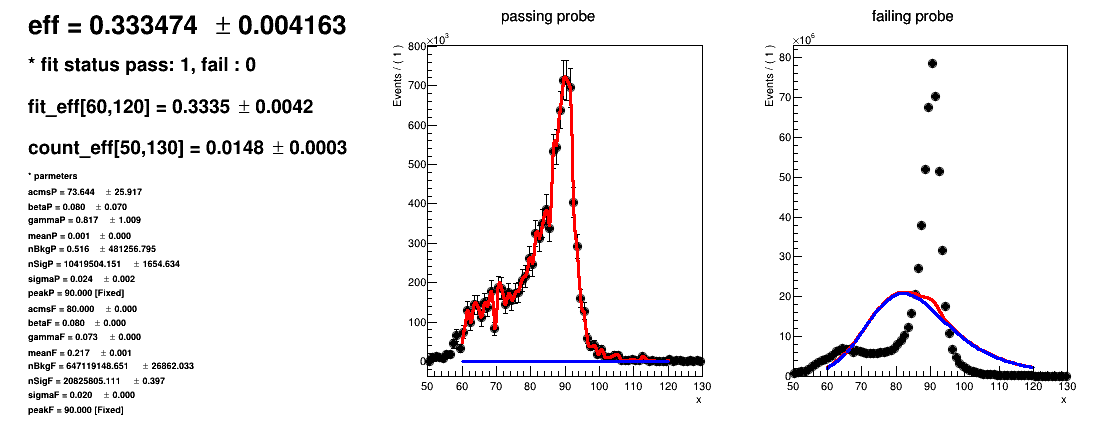 eff = 0.333474 ± 0.004163
* fit status pass: 1, fail : 0
fit_eff[60,120] = 0.3335 ± 0.0042
count_eff[50,130] = 0.0148 ± 0.0003
* parmeters
acmsP = 73.644 ± 25.917
betaP = 0.080 ± 0.070
gammaP = 0.817 ± 1.009
meanP = 0.001 ± 0.000
nBkgP = 0.516 ± 481256.795
nSigP = 10419504.151 ± 1654.634
sigmaP = 0.024 ± 0.002
peakP = 90.000 [Fixed]
acmsF = 80.000 ± 0.000
betaF = 0.080 ± 0.000
gammaF = 0.073 ± 0.000
meanF = 0.217 ± 0.001
nBkgF = 647119148.651 ± 26862.033
nSigF = 20825805.111 ± 0.397
sigmaF = 0.020 ± 0.000
peakF = 90.000 [Fixed]
passing probe
×10³
Events / ( 1 )
800
700
600
500
400
300
200
100
0
50 60 70 80 90 100 110 120 130
x
failing probe
×10⁶
Events / ( 1 )
80
70
60
50
40
30
20
10
0
50 60 70 80 90 100 110 120 130
x